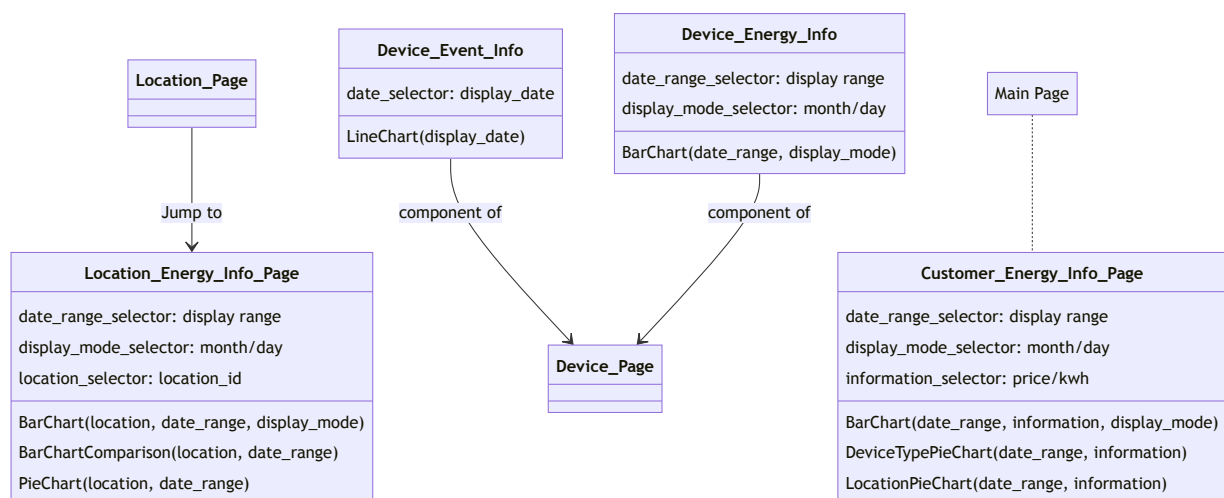 Location_Page
Jump to
Location_Energy_Info_Page
date_range_selector: display range
display_mode_selector: month/day
location_selector: location_id
BarChart(location, date_range, display_mode)
BarChartComparison(location, date_range)
PieChart(location, date_range)
Device_Event_Info
date_selector: display_date
LineChart(display_date)
component of
Device_Energy_Info
date_range_selector: display range
display_mode_selector: month/day
BarChart(date_range, display_mode)
component of
Device_Page
Main Page
Customer_Energy_Info_Page
date_range_selector: display range
display_mode_selector: month/day
information_selector: price/kwh
BarChart(date_range, information, display_mode)
DeviceTypePieChart(date_range, information)
LocationPieChart(date_range, information)